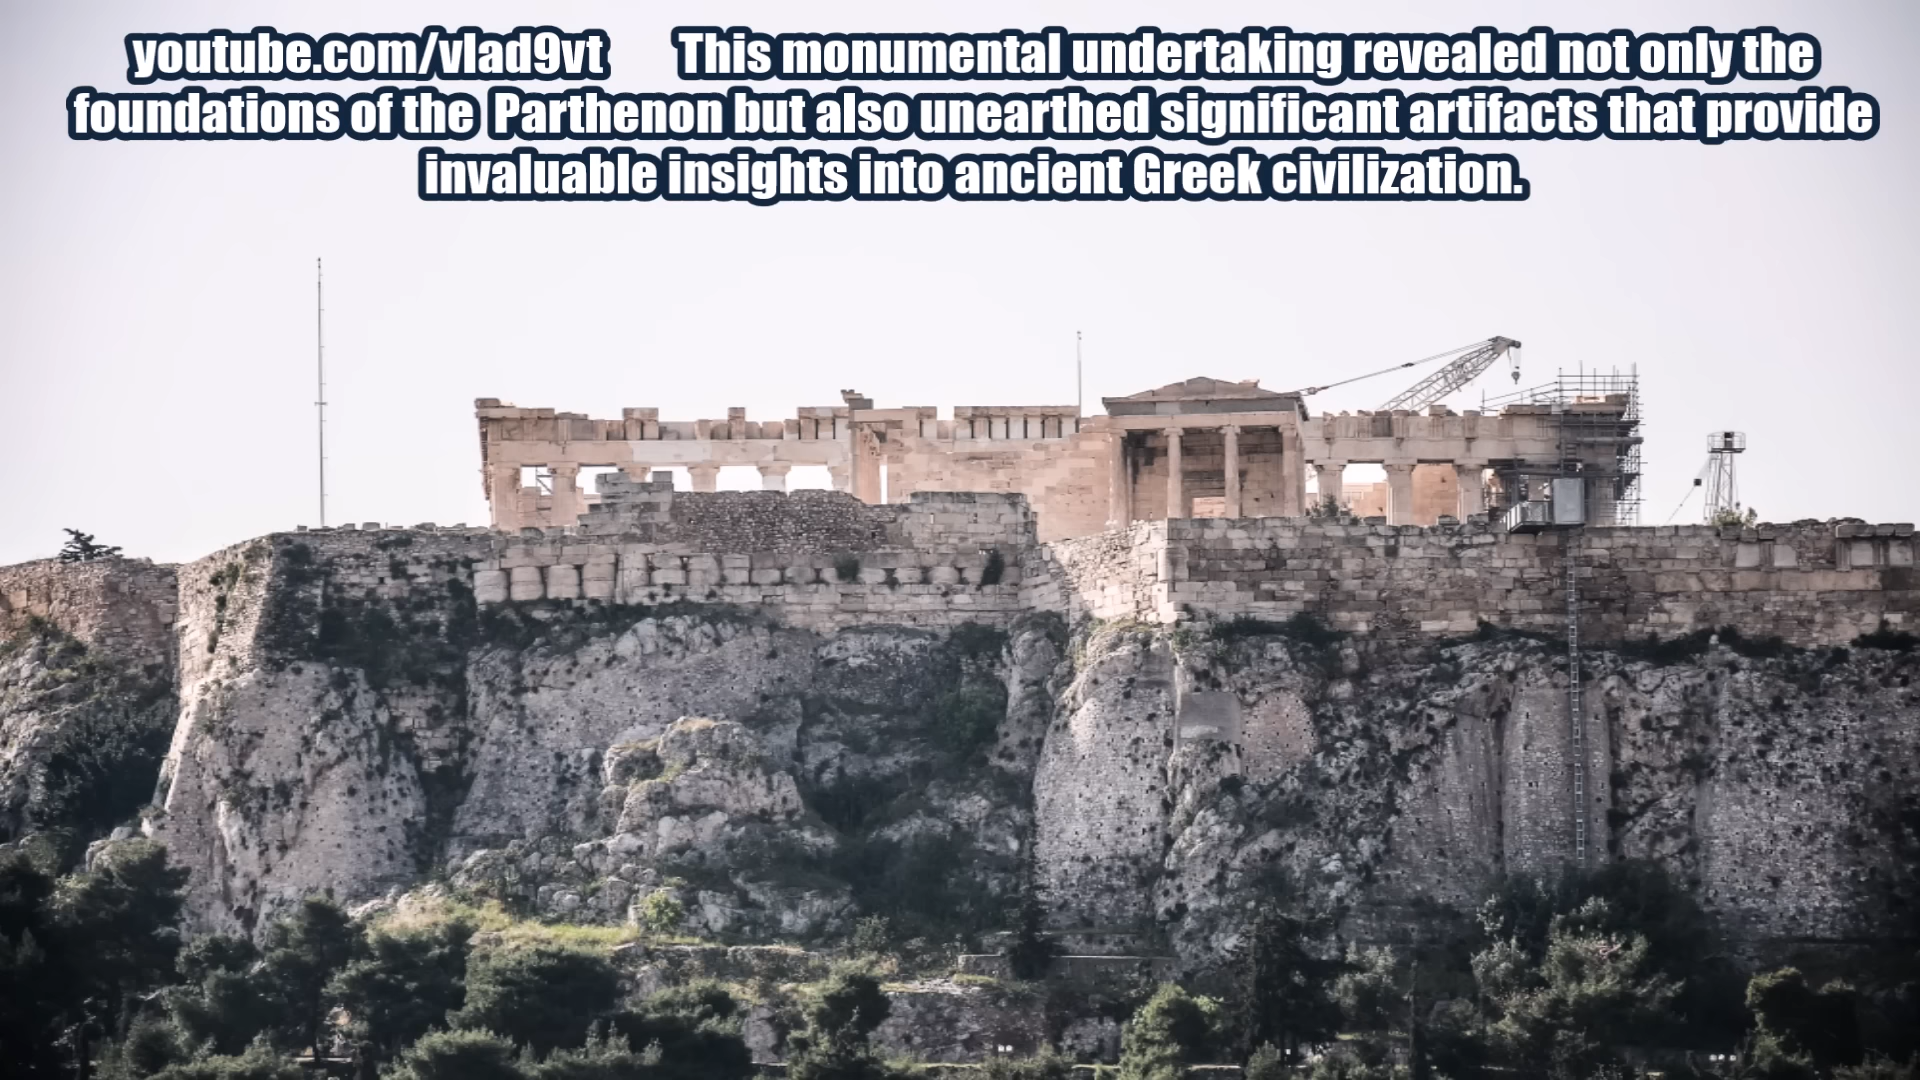 youtube.com/vlad9vt This monumental undertaking revealed not only the
foundations of the Parthenon but also unearthed significant artifacts that provide
invaluable insights into ancient Greek civilization.